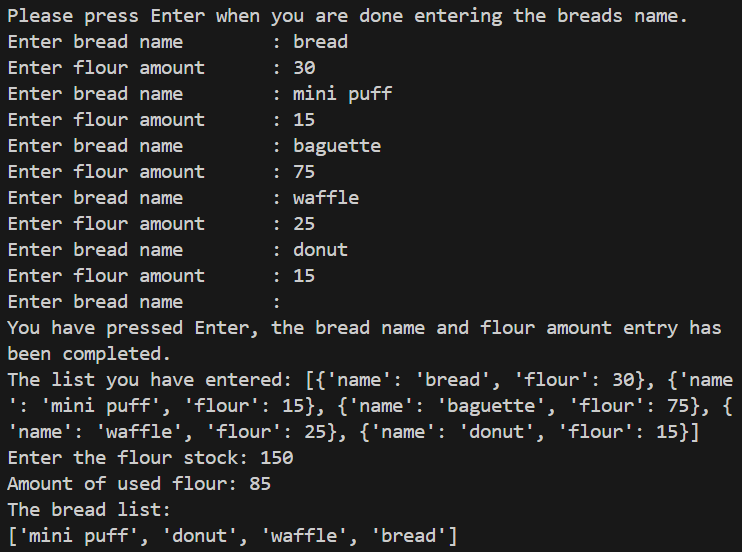 Please press Enter when you are done entering the breads name.
Enter bread name        : bread
Enter flour amount      : 30
Enter bread name        : mini puff
Enter flour amount      : 15
Enter bread name        : baguette
Enter flour amount      : 75
Enter bread name        : waffle
Enter flour amount      : 25
Enter bread name        : donut
Enter flour amount      : 15
Enter bread name        :
You have pressed Enter, the bread name and flour amount entry has
been completed.
The list you have entered: [{'name': 'bread', 'flour': 30}, {'name
': 'mini puff', 'flour': 15}, {'name': 'baguette', 'flour': 75}, {
'name': 'waffle', 'flour': 25}, {'name': 'donut', 'flour': 15}]
Enter the flour stock: 150
Amount of used flour: 85
The bread list:
['mini puff', 'donut', 'waffle', 'bread']